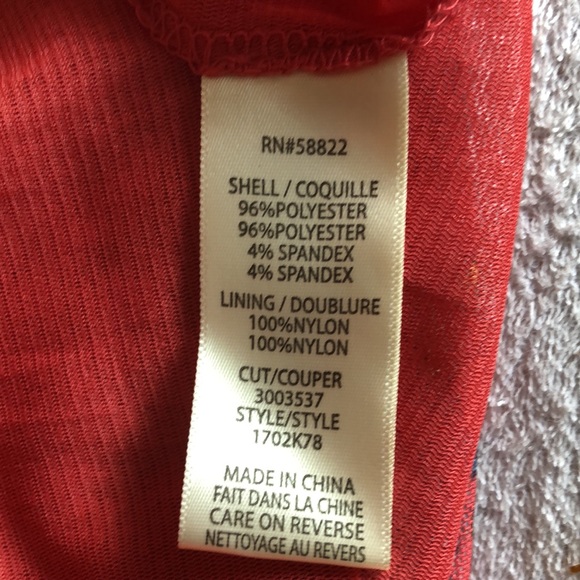 RN#58822
SHELL / COQUILLE
96%POLYESTER
96%POLYESTER
4% SPANDEX
4% SPANDEX
LINING / DOUBLURE
100%NYLON
100%NYLON
CUT/COUPER
3003537
STYLE/STYLE
1702K78
MADE IN CHINA
FAIT DANS LA CHINE
CARE ON REVERSE
NETTOYAGE AU REVERS